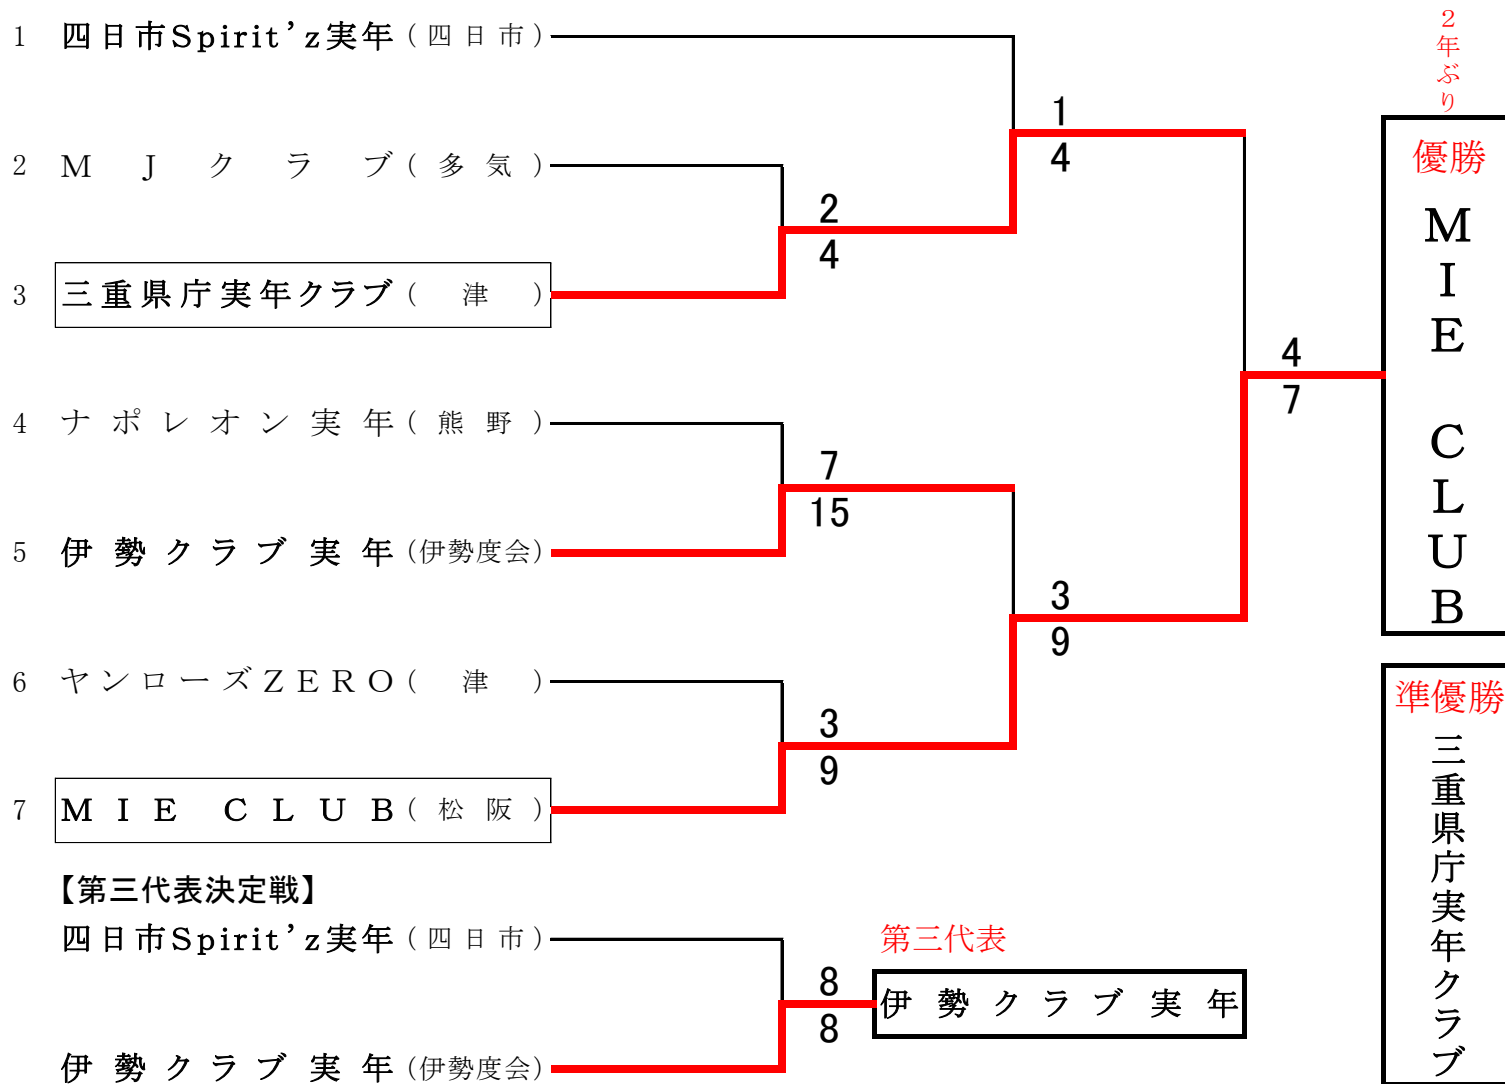 1 四日市Spirit’z実年(四日市)
2 MJクラブ(多気)
3 三重県庁実年クラブ(津)
4 ナポレオン実年(熊野)
5 伊勢クラブ実年(伊勢度会)
6 ヤンローズZERO(津)
7 MIE CLUB(松阪)
2
4
7
15
3
9
1
4
3
9
4
7
2年ぶり
優勝
MIE CLUB
準優勝
三重県庁実年クラブ
【第三代表決定戦】
四日市Spirit’z実年(四日市)
伊勢クラブ実年(伊勢度会)
8
8
第三代表
伊勢クラブ実年